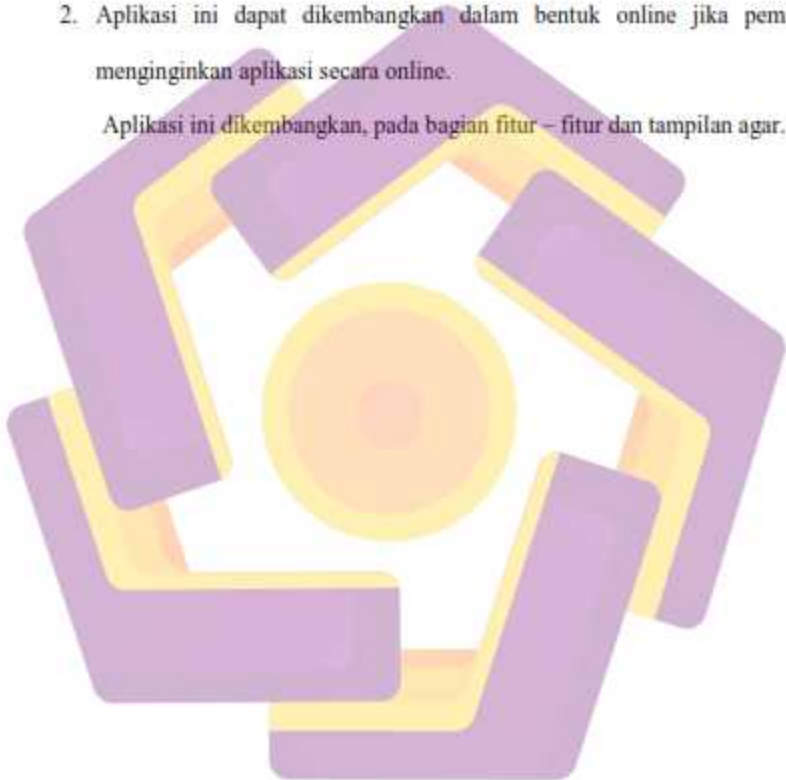 2. Aplikasi ini dapat dikembangkan dalam bentuk online jika pem
menginginkan aplikasi secara online.
Aplikasi ini dikembangkan, pada bagian fitur – fitur dan tampilan agar.